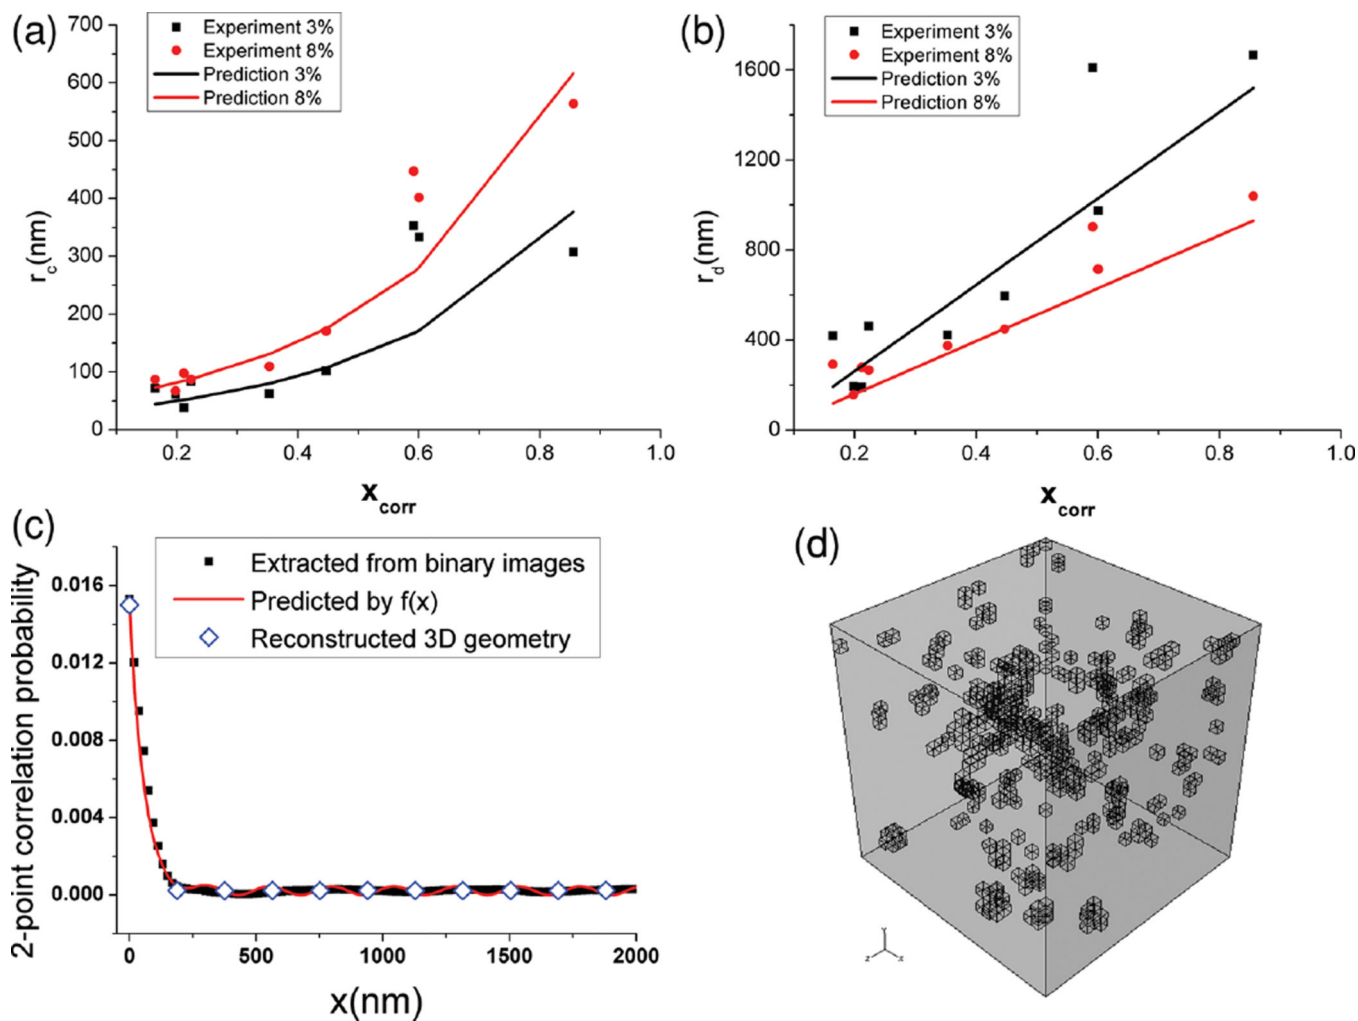 (a)
Experiment 3%
Experiment 8%
Prediction 3%
Prediction 8%
700
600
500
400
300
200
100
0
r_c(nm)
0.2
0.4
0.6
0.8
1.0
x_corr
(b)
Experiment 3%
Experiment 8%
Prediction 3%
Prediction 8%
1600
1200
800
400
0
r_d(nm)
0.2
0.4
0.6
0.8
1.0
x_corr
(c)
Extracted from binary images
Predicted by f(x)
Reconstructed 3D geometry
2-point correlation probability
0.016
0.012
0.008
0.004
0.000
0
500
1000
1500
2000
x(nm)
(d)
Y
Z
X